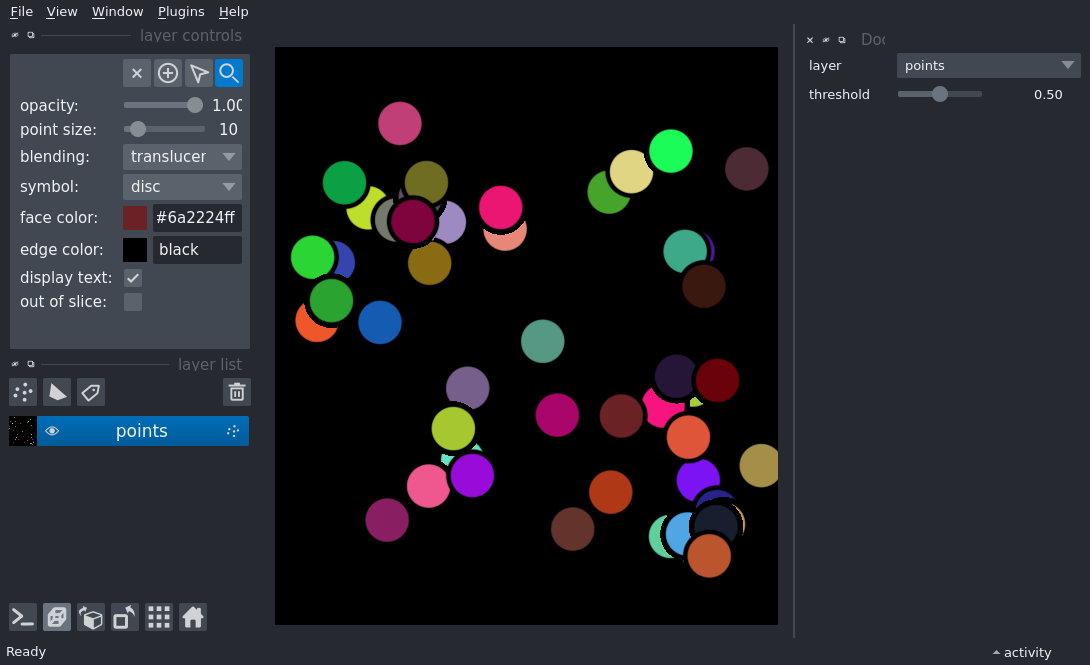 File View Window Plugins Help
layer controls
opacity: 1.00
point size: 10
blending: translucer
symbol: disc
face color: #6a2224ff
edge color: black
display text:
out of slice:
layer list
points
Doc
layer points
threshold 0.50
Ready
activity